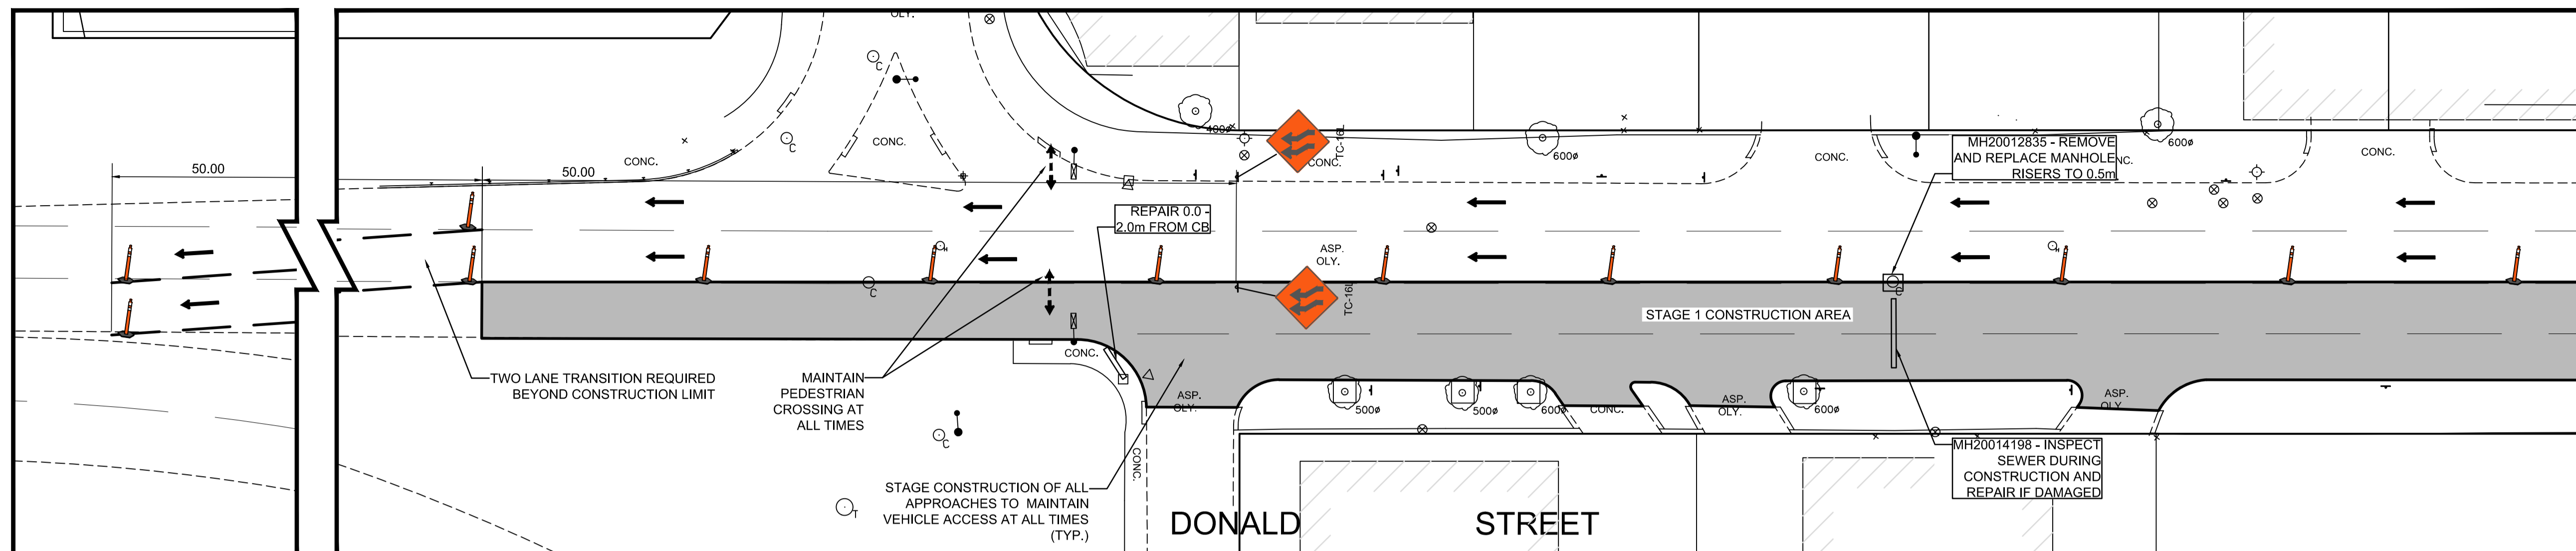 OLY.
C
CONC.
C
400ø
TC-16L
CONC.
600ø
CONC.
MH20012835 - REMOVE
AND REPLACE MANHOLE
RISERS TO 0.5m
NC.
600ø
CONC.
50.00
50.00
CONC.
REPAIR 0.0 -
2.0m FROM CB
ASP.
OLY.
C
C
TC-16L
STAGE 1 CONSTRUCTION AREA
TWO LANE TRANSITION REQUIRED
BEYOND CONSTRUCTION LIMIT
MAINTAIN
PEDESTRIAN
CROSSING AT
ALL TIMES
CONC.
ASP.
OLY.
500ø
500ø
600ø
CONC.
ASP.
OLY.
600ø
ASP.
OLY.
C
CONC.
MH20014198 - INSPECT
SEWER DURING
CONSTRUCTION AND
REPAIR IF DAMAGED
STAGE CONSTRUCTION OF ALL
APPROACHES TO MAINTAIN
VEHICLE ACCESS AT ALL TIMES
(TYP.)
T
DONALD STREET